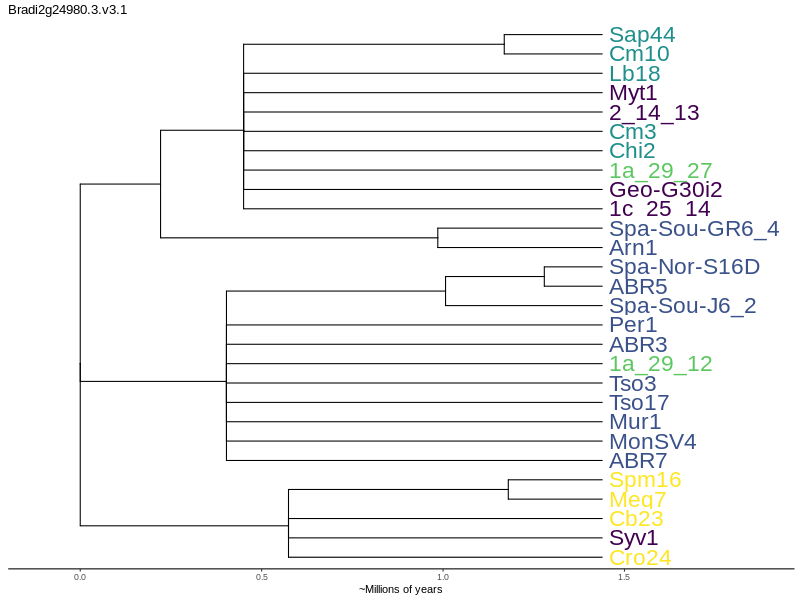 Bradi2g24980.3.v3.1
Sap44
Cm10
Lb18
Myt1
2_14_13
Cm3
Chi2
1a_29_27
Geo-G30i2
1c_25_14
Spa-Sou-GR6_4
Arn1
Spa-Nor-S16D
ABR5
Spa-Sou-J6_2
Per1
ABR3
1a_29_12
Tso3
Tso17
Mur1
MonSV4
ABR7
Spm16
Meg7
Cb23
Syv1
Cro24
0.0 0.5 1.0 1.5
~Millions of years